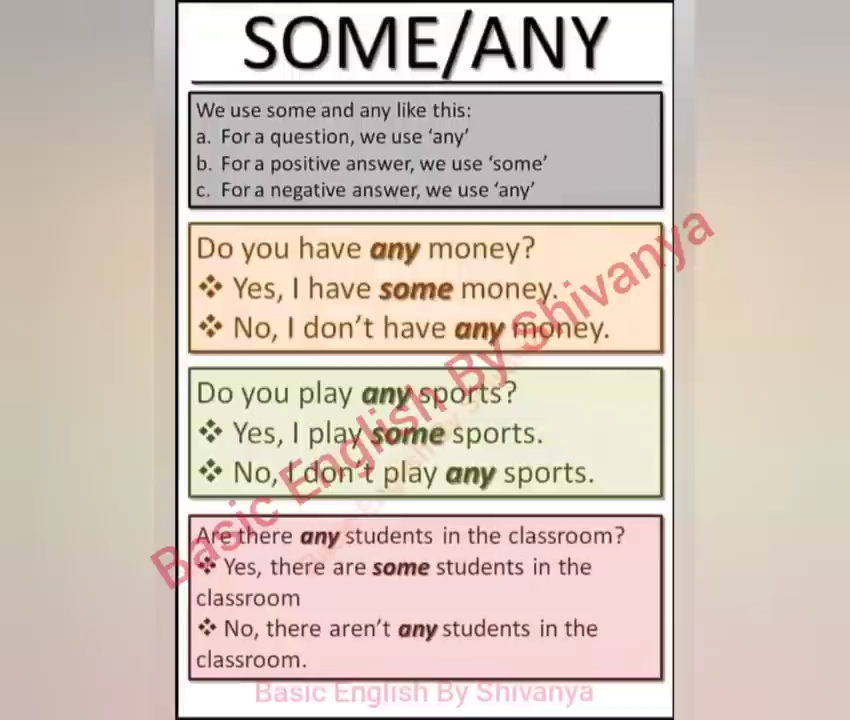 SOME/ANY
We use some and any like this:
a. For a question, we use ‘any’
b. For a positive answer, we use ‘some’
c. For a negative answer, we use ‘any’
Do you have any money?
❖ Yes, I have some money.
❖ No, I don’t have any money.
Do you play any sports?
❖ Yes, I play some sports.
❖ No, I don’t play any sports.
Are there any students in the classroom?
❖ Yes, there are some students in the
classroom
❖ No, there aren’t any students in the
classroom.
Basic English By Shivanya
Basic English By Shivanya